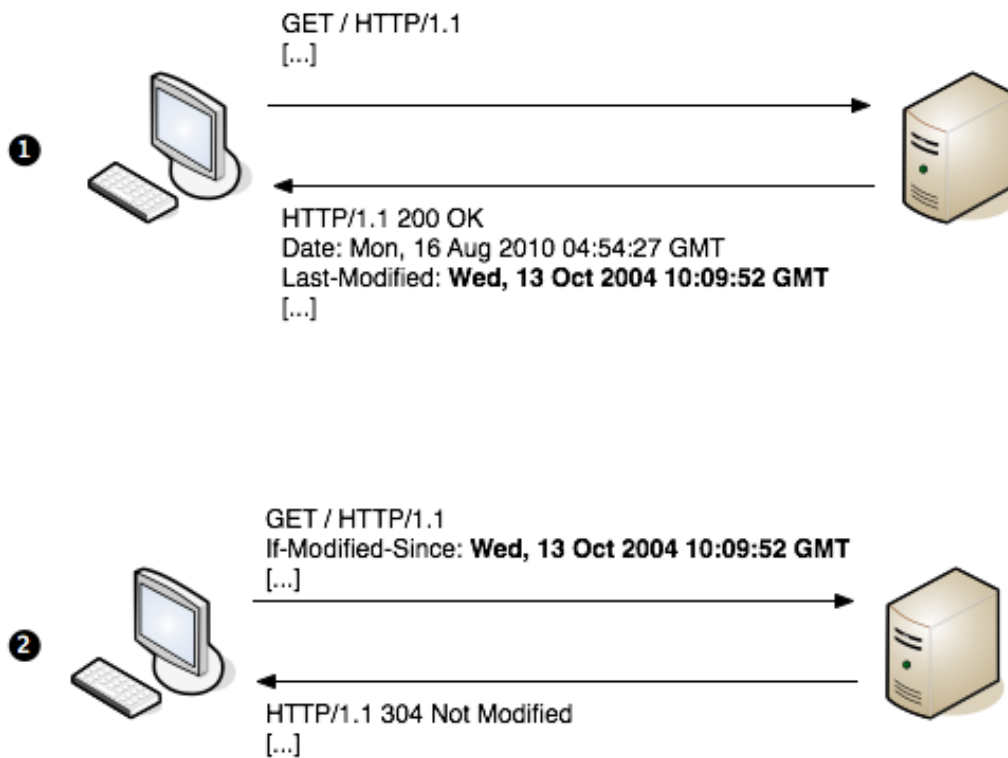 GET / HTTP/1.1
[...]
1
HTTP/1.1 200 OK
Date: Mon, 16 Aug 2010 04:54:27 GMT
Last-Modified: Wed, 13 Oct 2004 10:09:52 GMT
[...]
GET / HTTP/1.1
If-Modified-Since: Wed, 13 Oct 2004 10:09:52 GMT
[...]
2
HTTP/1.1 304 Not Modified
[...]